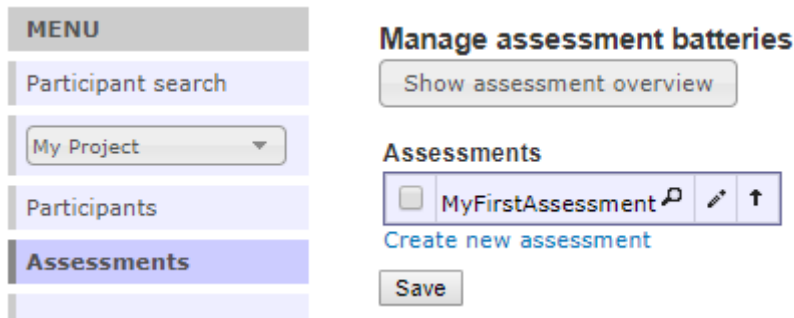 MENU
Participant search
My Project
Participants
Assessments
Manage assessment batteries
Show assessment overview
Assessments
MyFirstAssessment
Create new assessment
Save